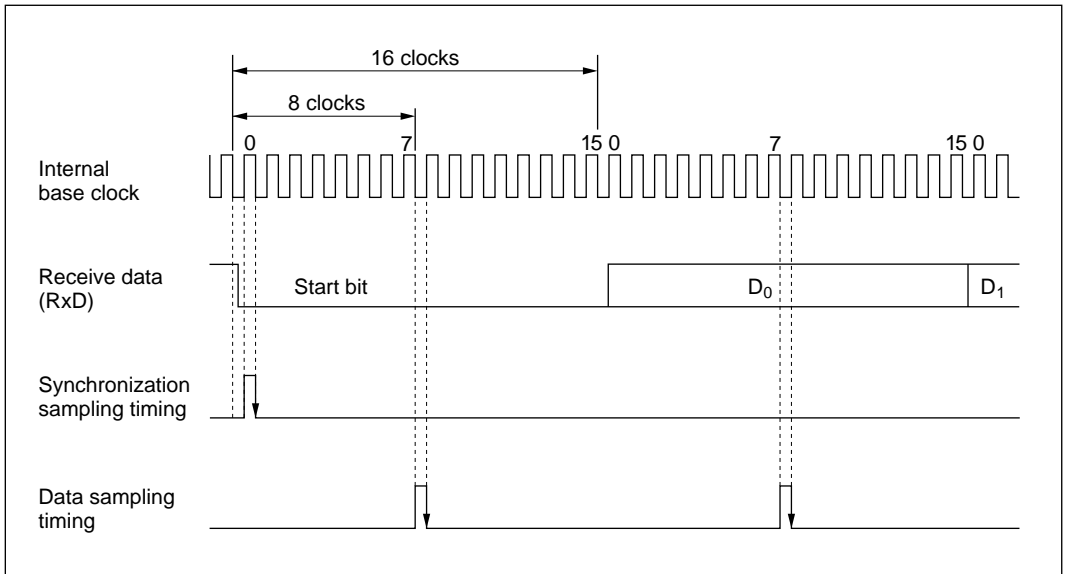 16 clocks
8 clocks
0 7 15 0 7 15 0
Internal
base clock
Receive data
(RxD)
Start bit
D0
D1
Synchronization
sampling timing
Data sampling
timing